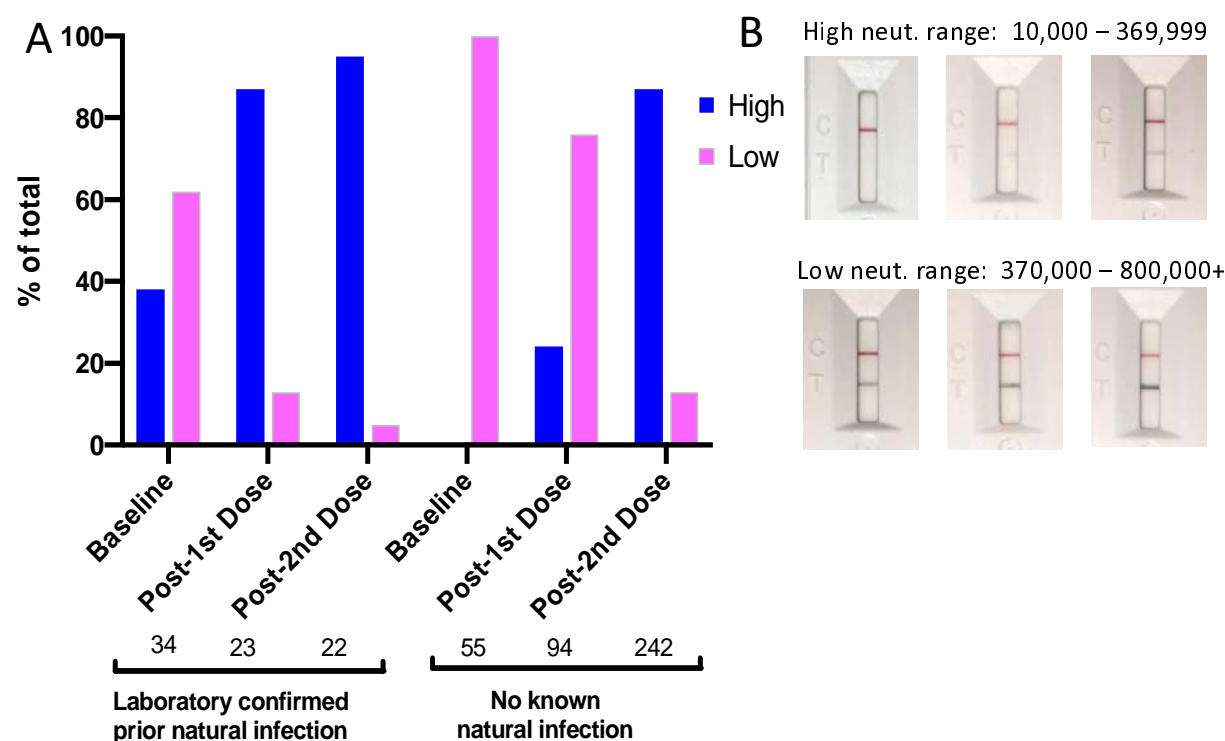 A
100
80
60
40
20
0
% of total
High
Low
Baseline
Post-1st Dose
Post-2nd Dose
Baseline
Post-1st Dose
Post-2nd Dose
34 23 22 55 94 242
Laboratory confirmed
prior natural infection
No known
natural infection
B
High neut. range: 10,000 – 369,999
C
T
C
T
C
T
Low neut. range: 370,000 – 800,000+
C
T
C
T
C
T